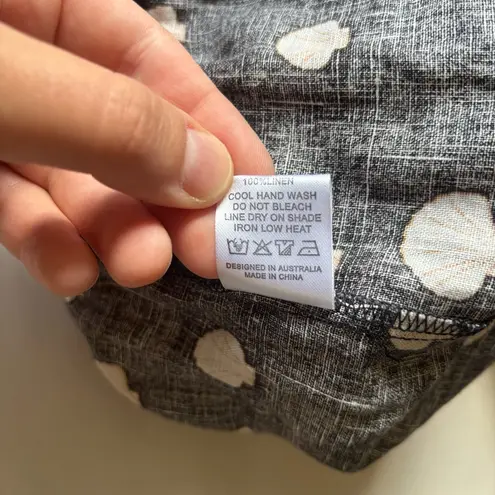 100%LINEN
COOL HAND WASH
DO NOT BLEACH
LINE DRY ON SHADE
IRON LOW HEAT
DESIGNED IN AUSTRALIA
MADE IN CHINA